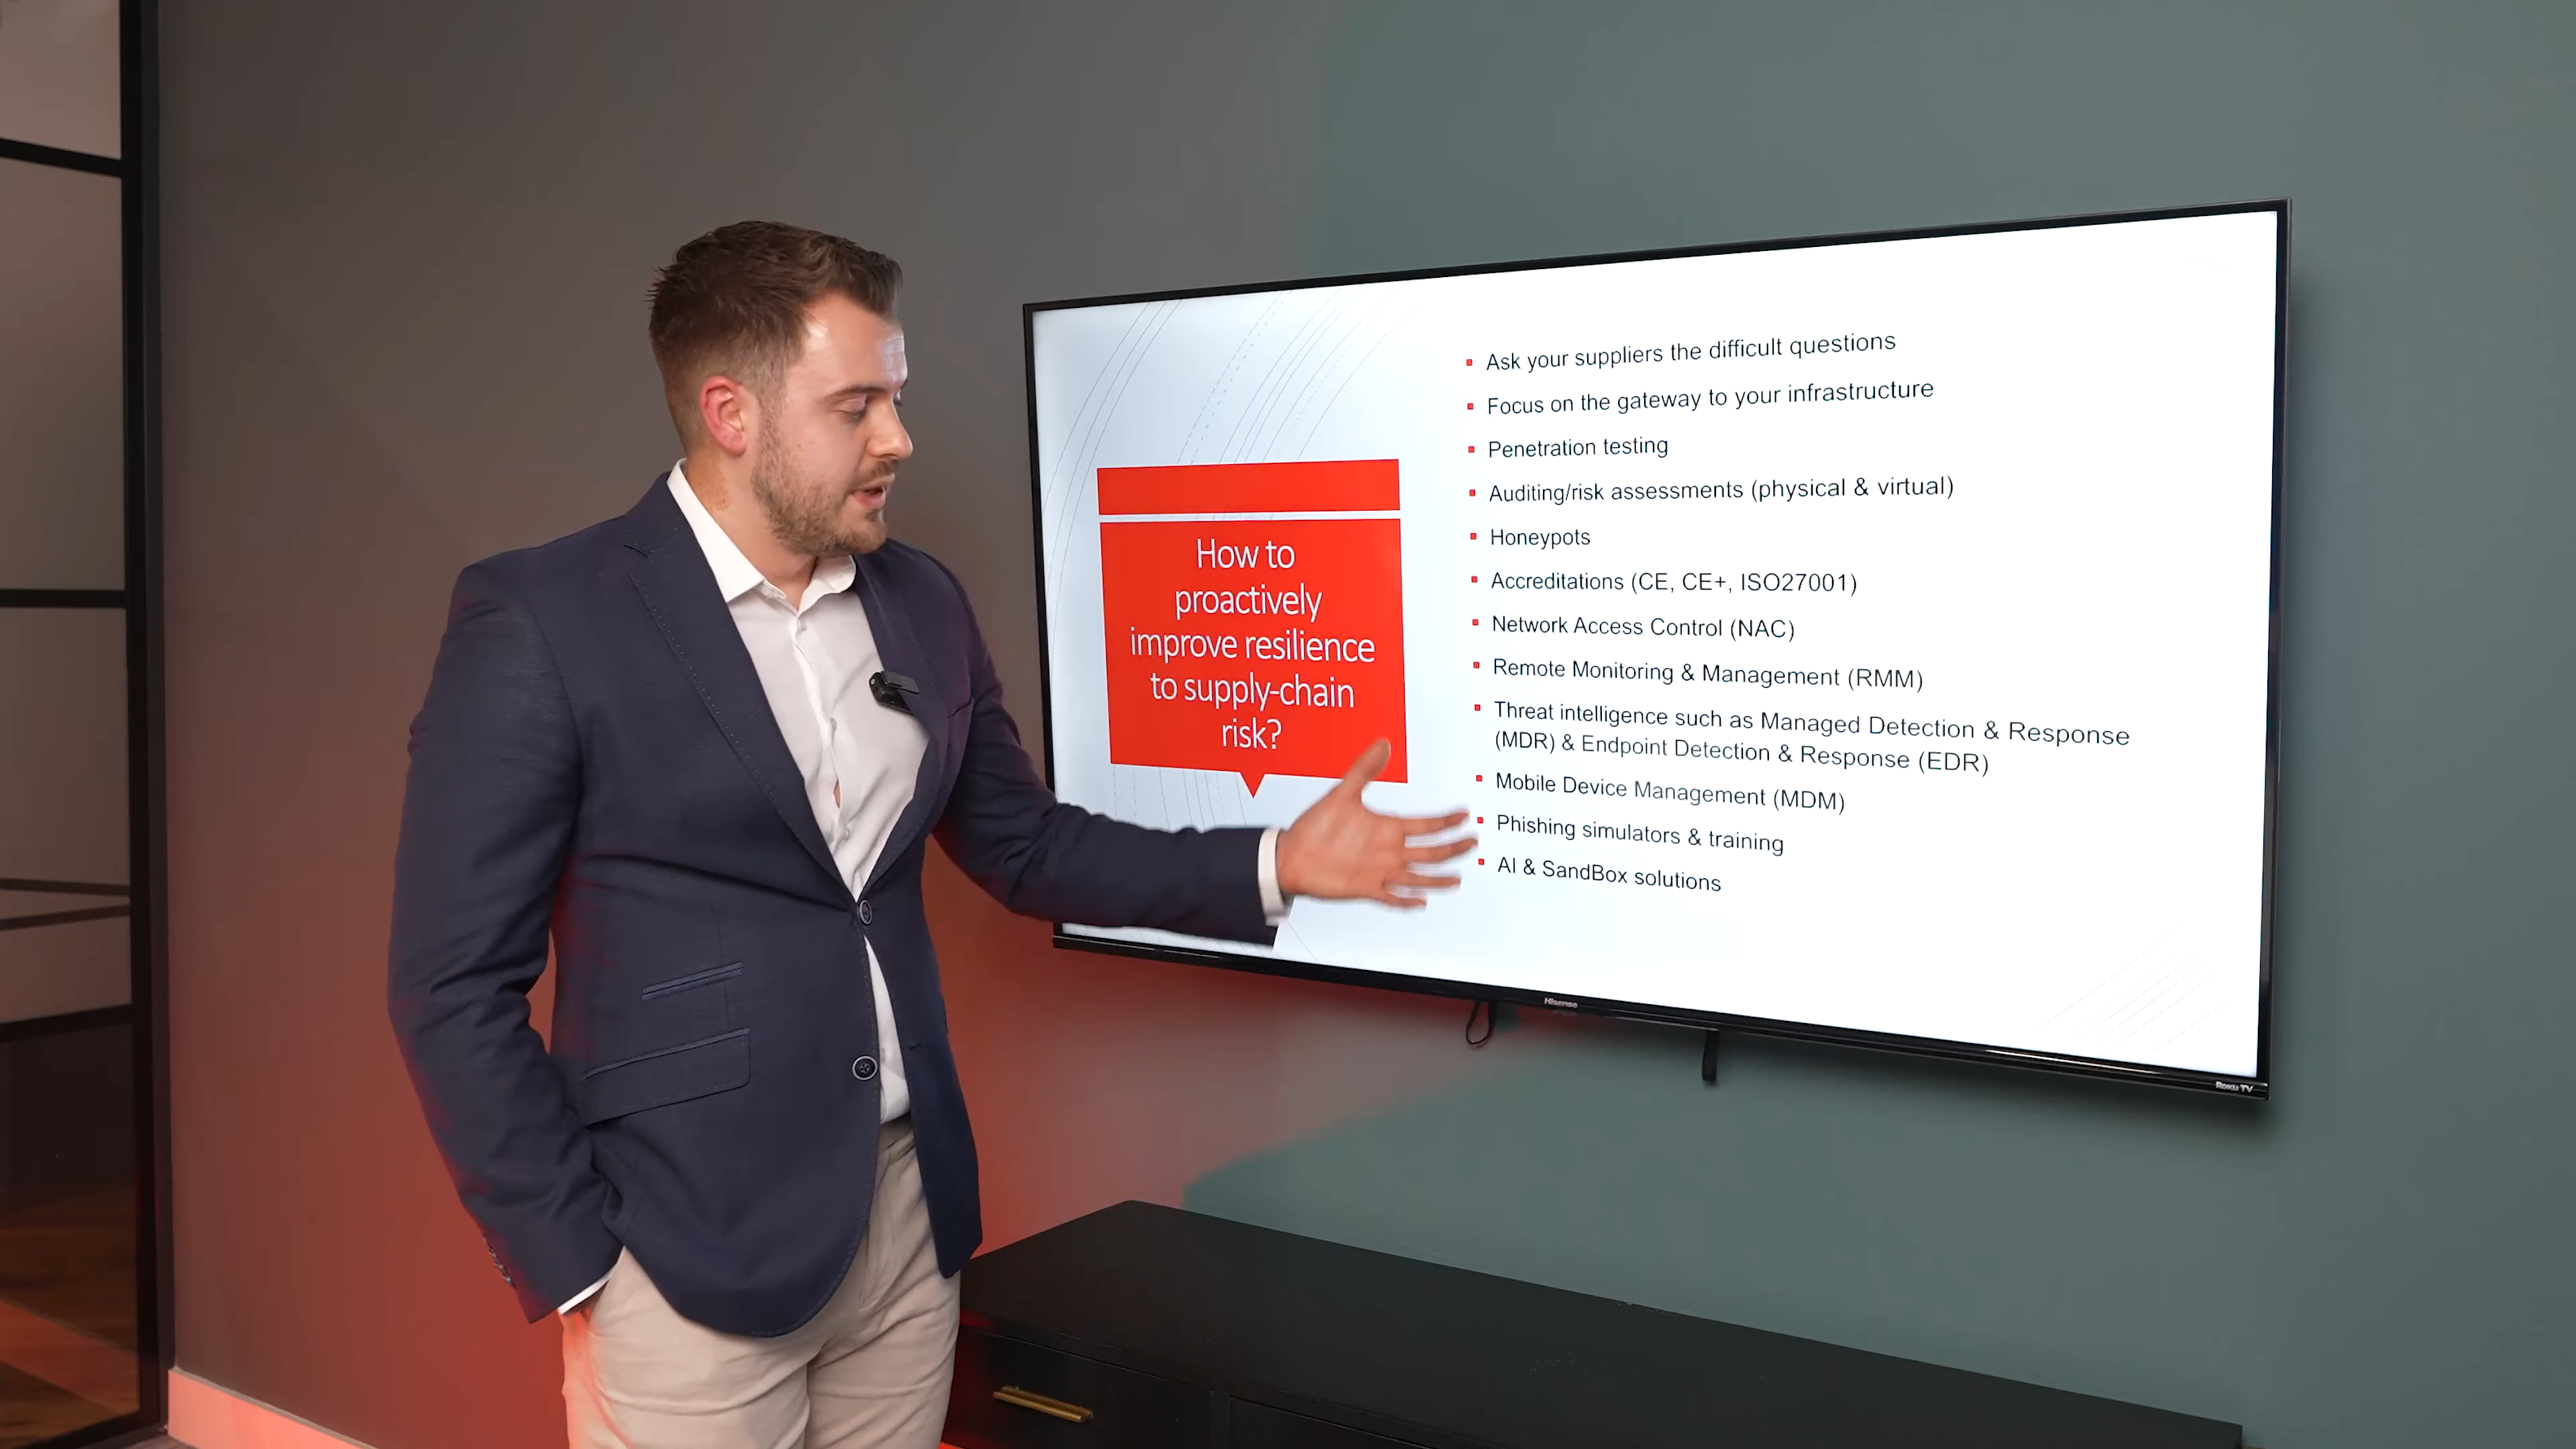 How to
proactively
improve resilience
to supply-chain
risk?
Ask your suppliers the difficult questions
Focus on the gateway to your infrastructure
Penetration testing
Auditing/risk assessments (physical & virtual)
Honeypots
Accreditations (CE, CE+, ISO27001)
Network Access Control (NAC)
Remote Monitoring & Management (RMM)
Threat intelligence such as Managed Detection & Response
(MDR) & Endpoint Detection & Response (EDR)
Mobile Device Management (MDM)
Phishing simulators & training
AI & SandBox solutions
Hisense
Roku TV